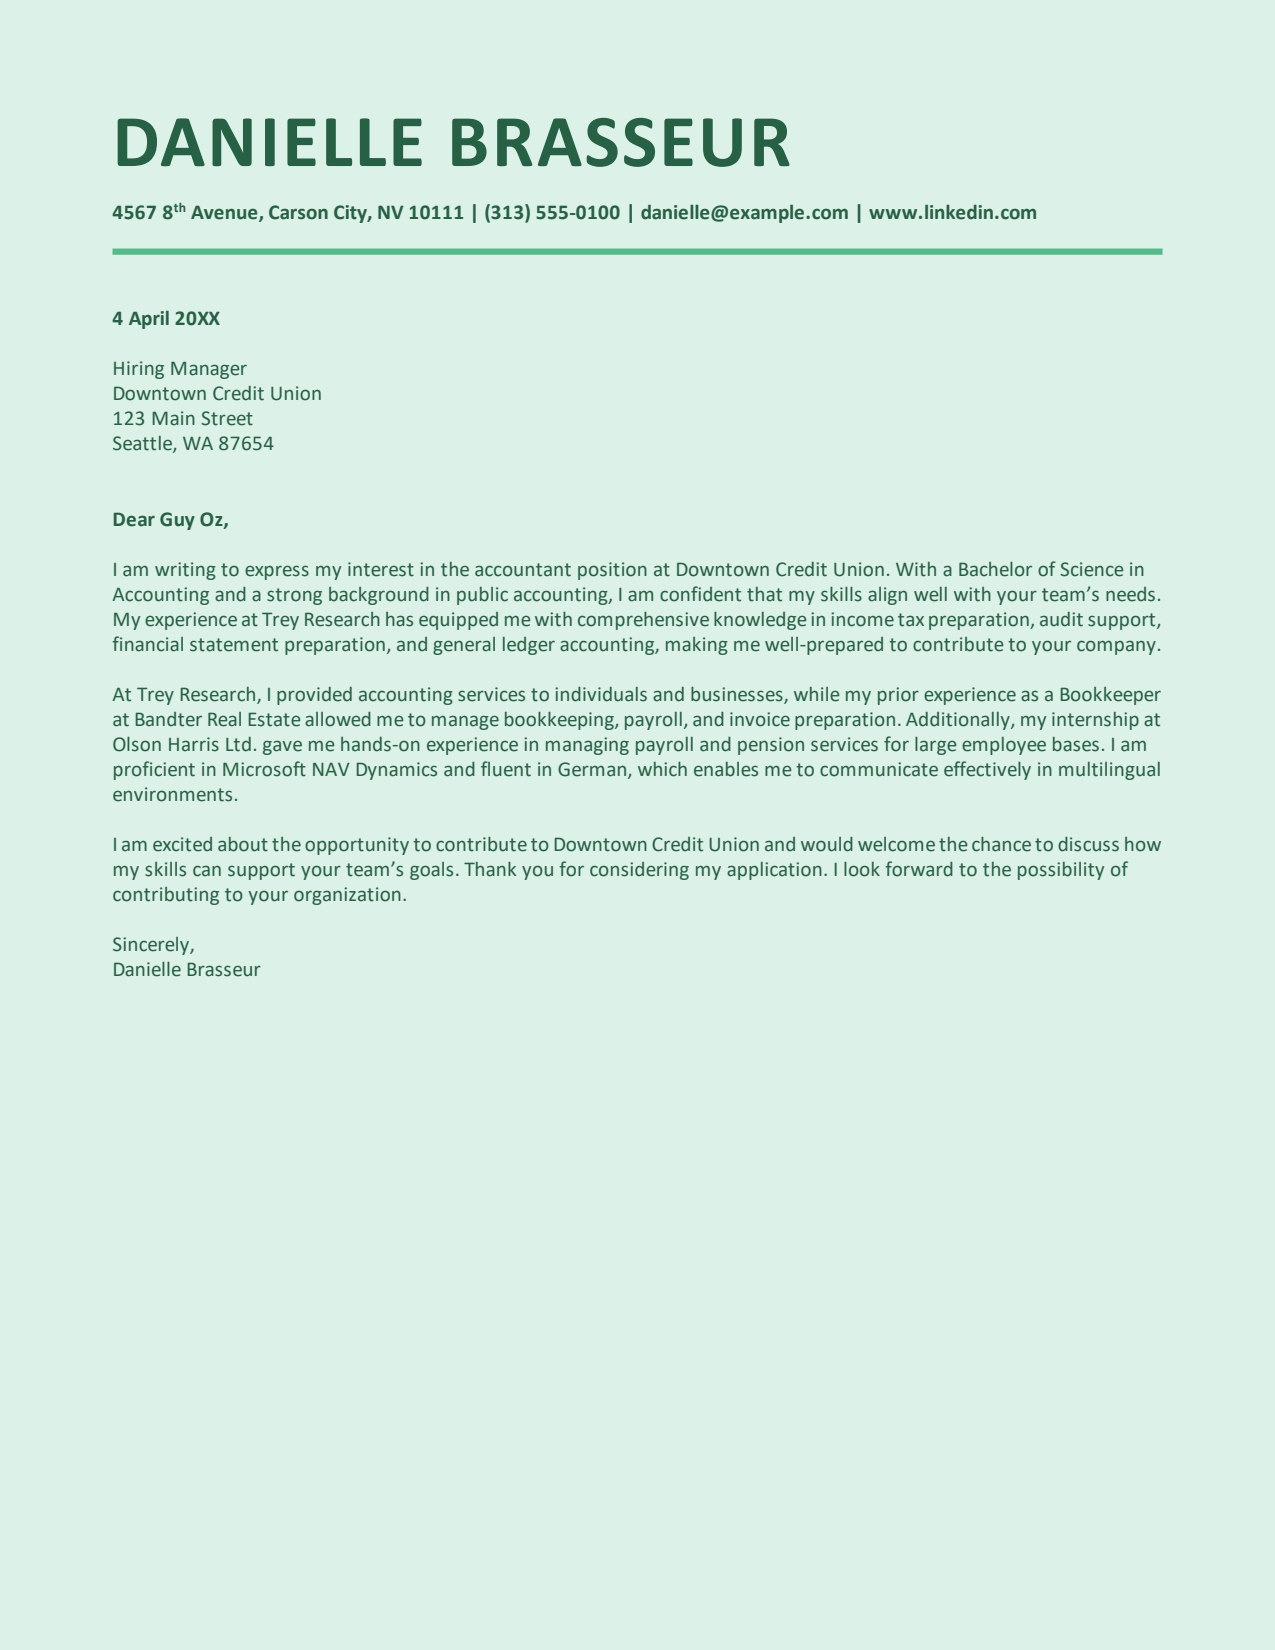 DANIELLE BRASSEUR
4567 8th Avenue, Carson City, NV 10111 | (313) 555-0100 | danielle@example.com | www.linkedin.com
4 April 20XX
Hiring Manager
Downtown Credit Union
123 Main Street
Seattle, WA 87654
Dear Guy Oz,
I am writing to express my interest in the accountant position at Downtown Credit Union. With a Bachelor of Science in
Accounting and a strong background in public accounting, I am confident that my skills align well with your team’s needs.
My experience at Trey Research has equipped me with comprehensive knowledge in income tax preparation, audit support,
financial statement preparation, and general ledger accounting, making me well-prepared to contribute to your company.
At Trey Research, I provided accounting services to individuals and businesses, while my prior experience as a Bookkeeper
at Bandter Real Estate allowed me to manage bookkeeping, payroll, and invoice preparation. Additionally, my internship at
Olson Harris Ltd. gave me hands-on experience in managing payroll and pension services for large employee bases. I am
proficient in Microsoft NAV Dynamics and fluent in German, which enables me to communicate effectively in multilingual
environments.
I am excited about the opportunity to contribute to Downtown Credit Union and would welcome the chance to discuss how
my skills can support your team’s goals. Thank you for considering my application. I look forward to the possibility of
contributing to your organization.
Sincerely,
Danielle Brasseur